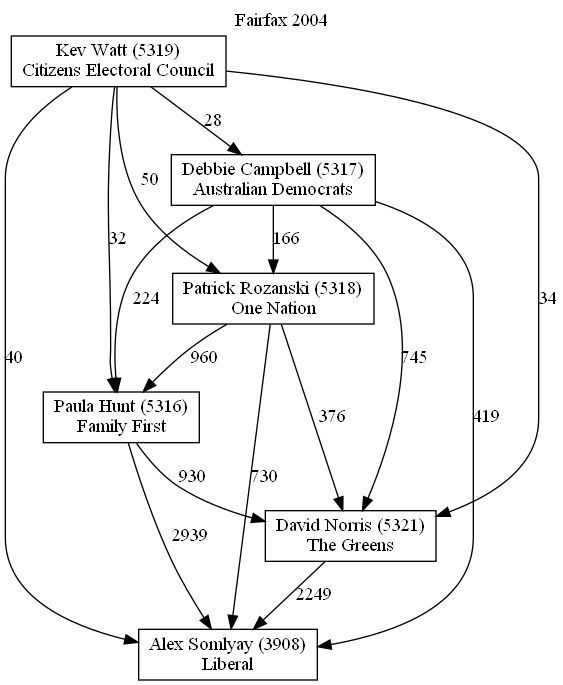 Fairfax 2004
Kev Watt (5319)
Citizens Electoral Council
28
Debbie Campbell (5317)
Australian Democrats
50
32
166
224
34
Patrick Rozanski (5318)
One Nation
40
960
745
Paula Hunt (5316)
Family First
376
419
930
730
David Norris (5321)
The Greens
2939
2249
Alex Somlyay (3908)
Liberal